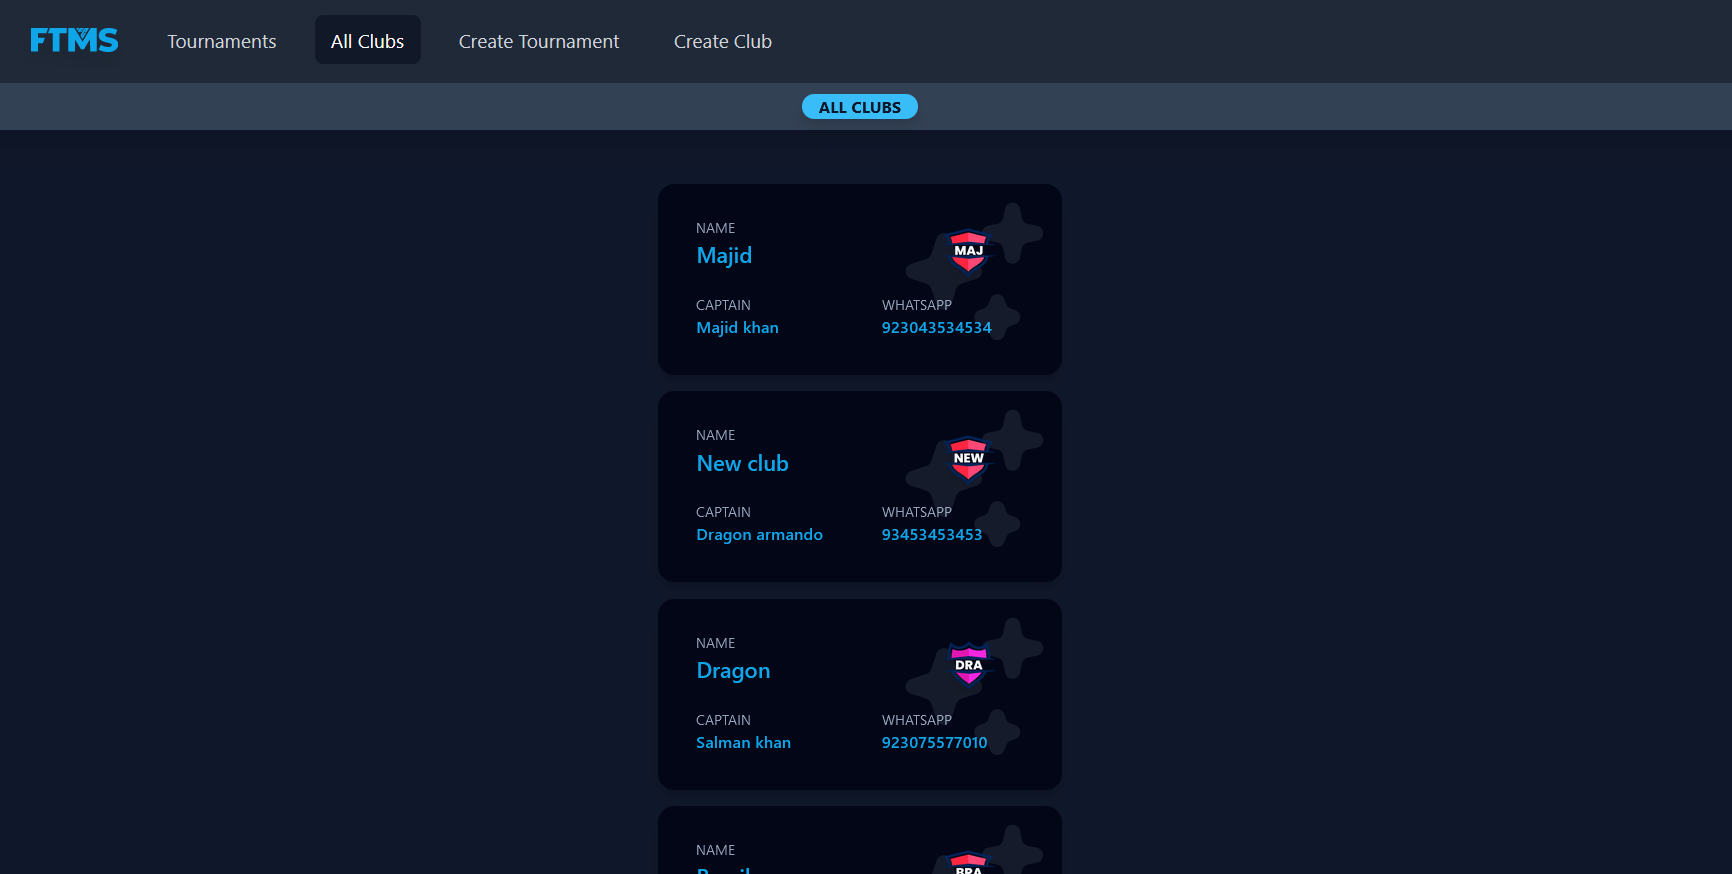 FTMS Tournaments All Clubs Create Tournament Create Club
ALL CLUBS
NAME
Majid
MAJ
CAPTAIN WHATSAPP
Majid khan 923043534534
NAME
New club
NEW
CAPTAIN WHATSAPP
Dragon armando 93453453453
NAME
Dragon
DRA
CAPTAIN WHATSAPP
Salman khan 923075577010
NAME
BRA